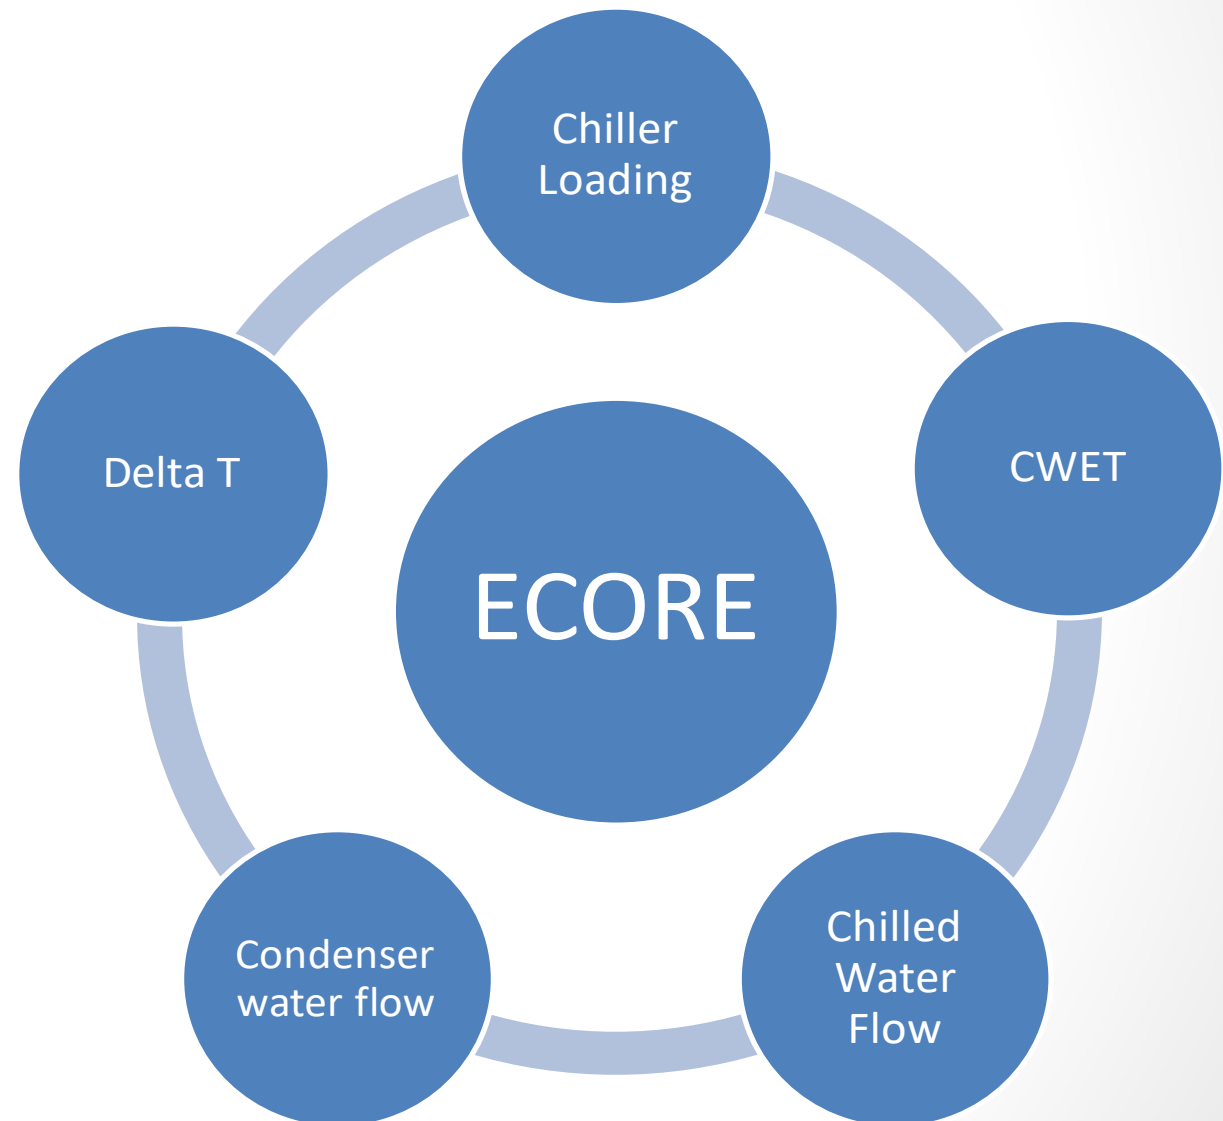 Chiller
Loading
CWET
Chilled
Water
Flow
Condenser
water flow
Delta T
ECORE